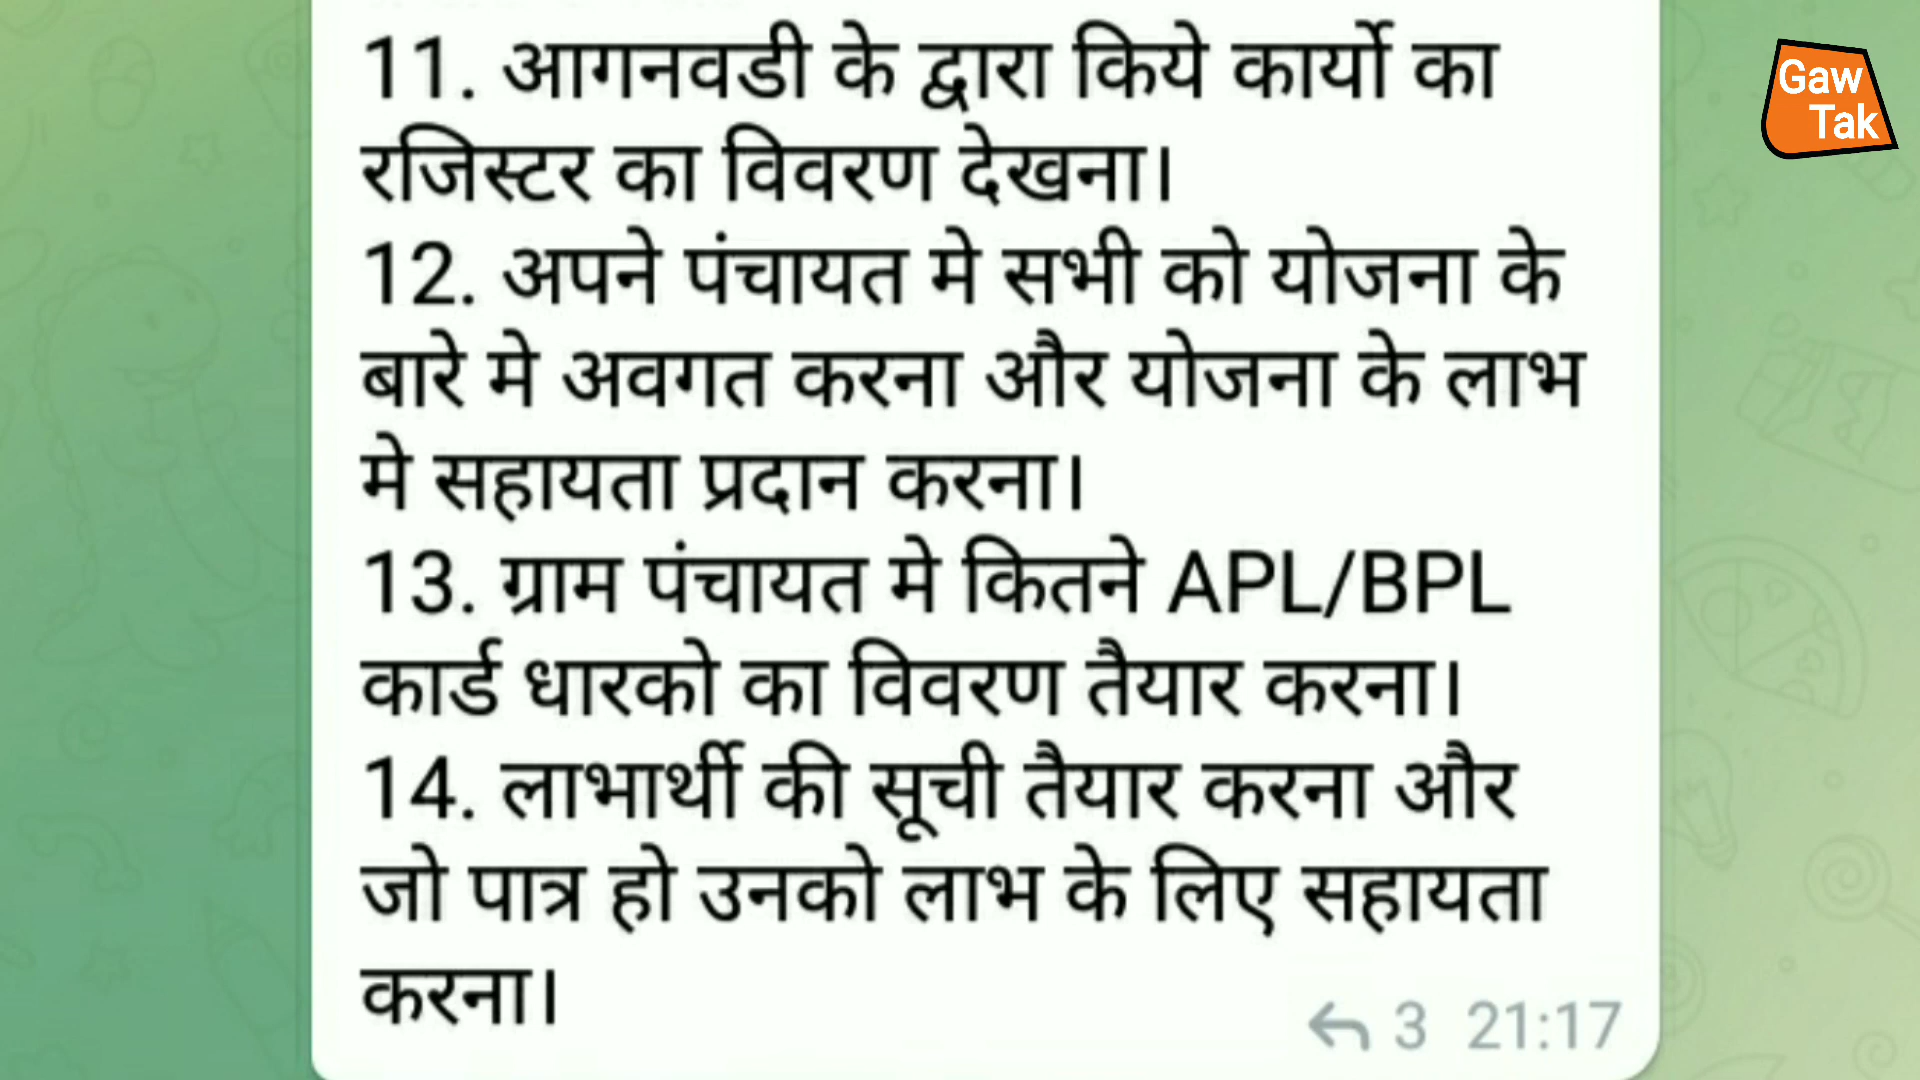 11. आगनवडी के द्वारा किये कार्यो का
रजिस्टर का विवरण देखना।
12. अपने पंचायत मे सभी को योजना के
बारे मे अवगत करना और योजना के लाभ
मे सहायता प्रदान करना।
13. ग्राम पंचायत मे कितने APL/BPL
कार्ड धारको का विवरण तैयार करना।
14. लाभार्थी की सूची तैयार करना और
जो पात्र हो उनको लाभ के लिए सहायता
करना।
3 21:17
Gaw
Tak